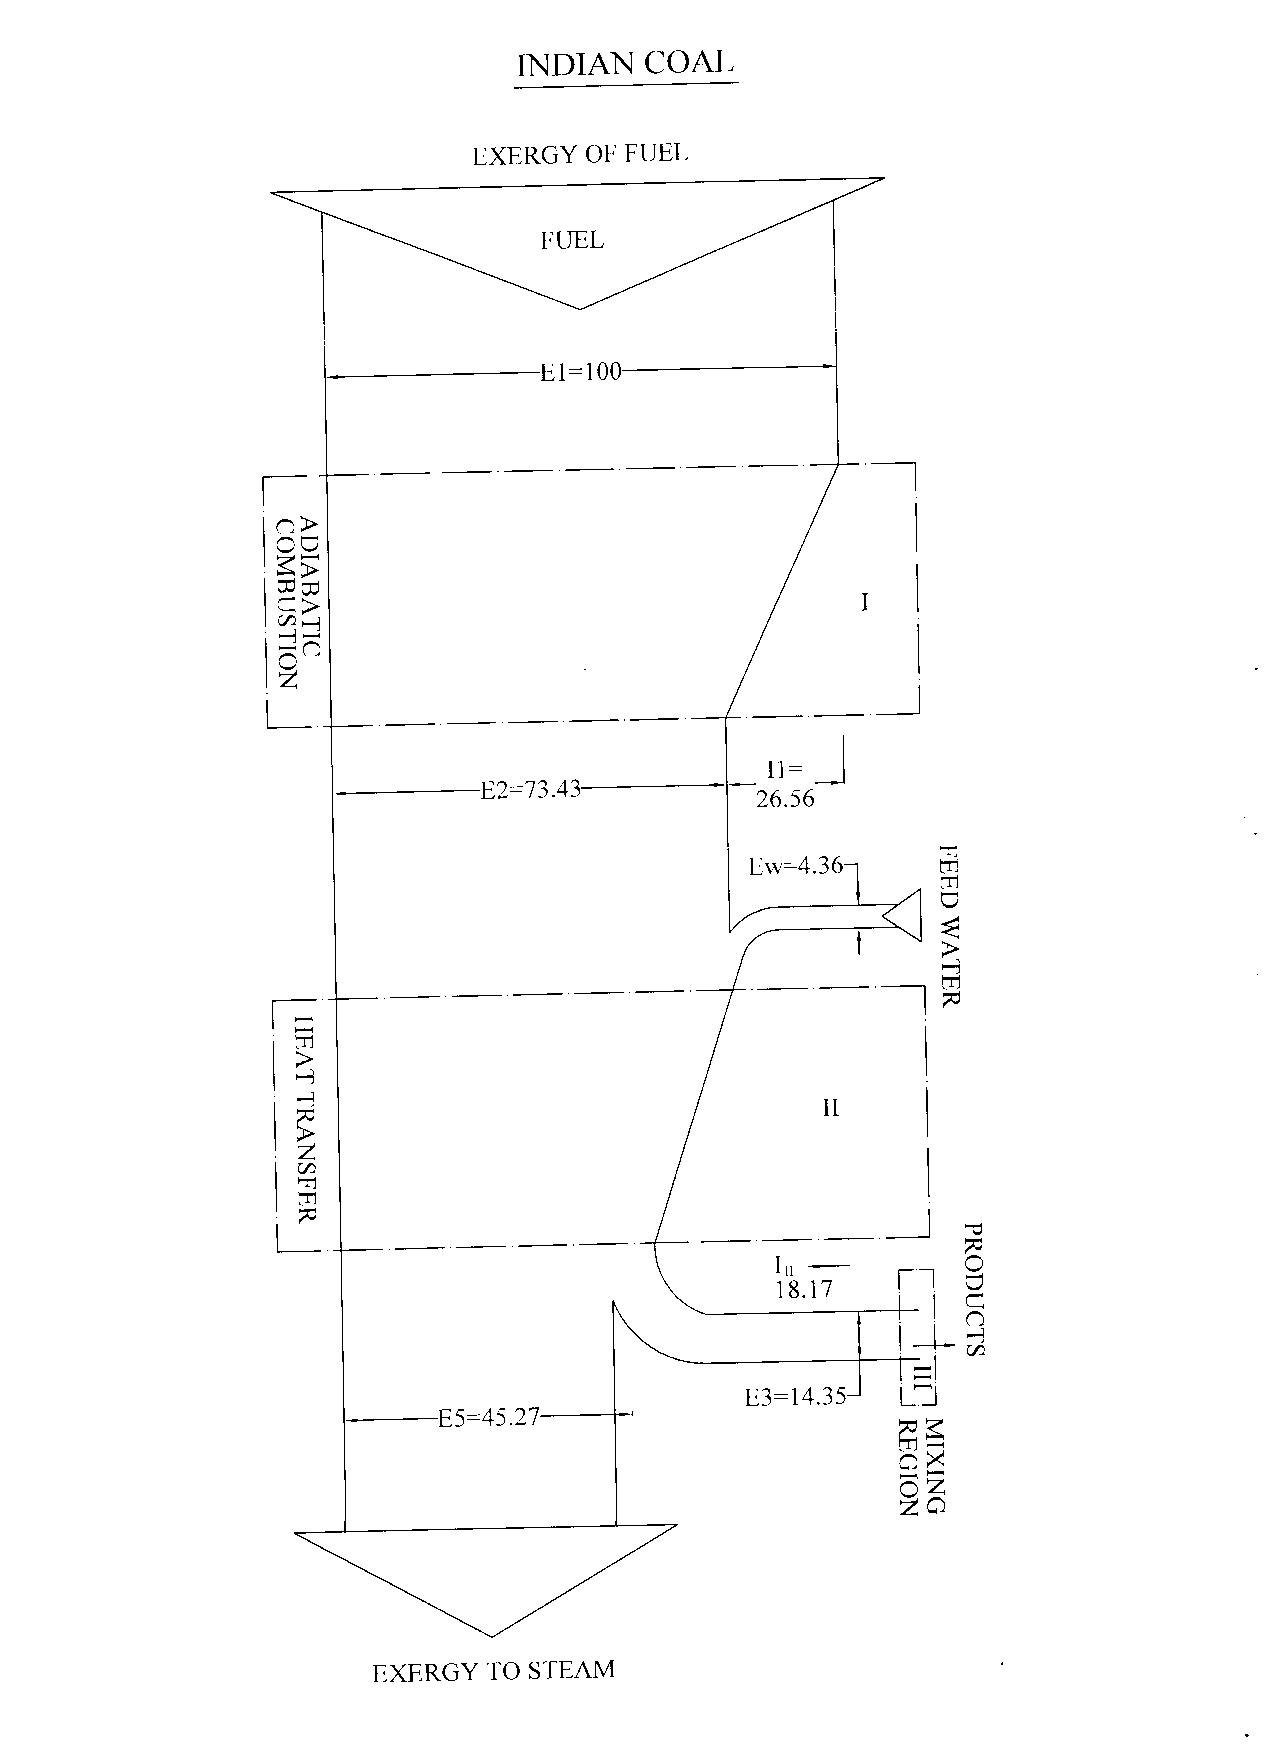 INDIAN COAL
EXERGY OF FUEL
FUEL
E1=100
ADIABATIC
COMBUSTION
I
I1=
26.56
E2=73.43
Ew=4.36
FEED WATER
HEAT TRANSFER
II
PRODUCTS
III
MIXING
REGION
I_II
18.17
E3=14.35
E5=45.27
EXERGY TO STEAM